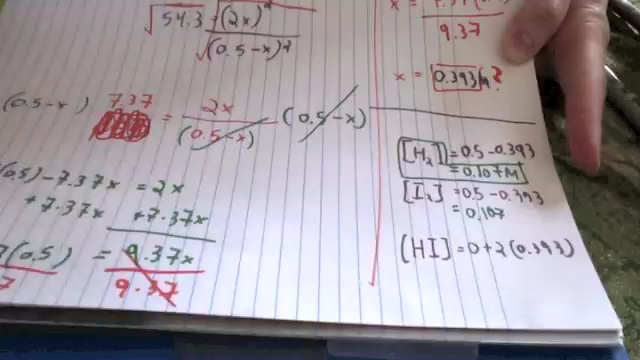 √54.3 = √(2x)²
√(0.5-x)²
(0.5-x) 7.37 = 2x (0.5-x)
(0.5-x)
(0.5) - 7.37x = 2x
+7.37x +7.37x
(0.5) = 9.37x
9.37
9.37
x = 0.393
[H₂] = 0.5 - 0.393
= 0.107M
[I₂] = 0.5 - 0.393
= 0.107
[HI] = 0 + 2(0.393)